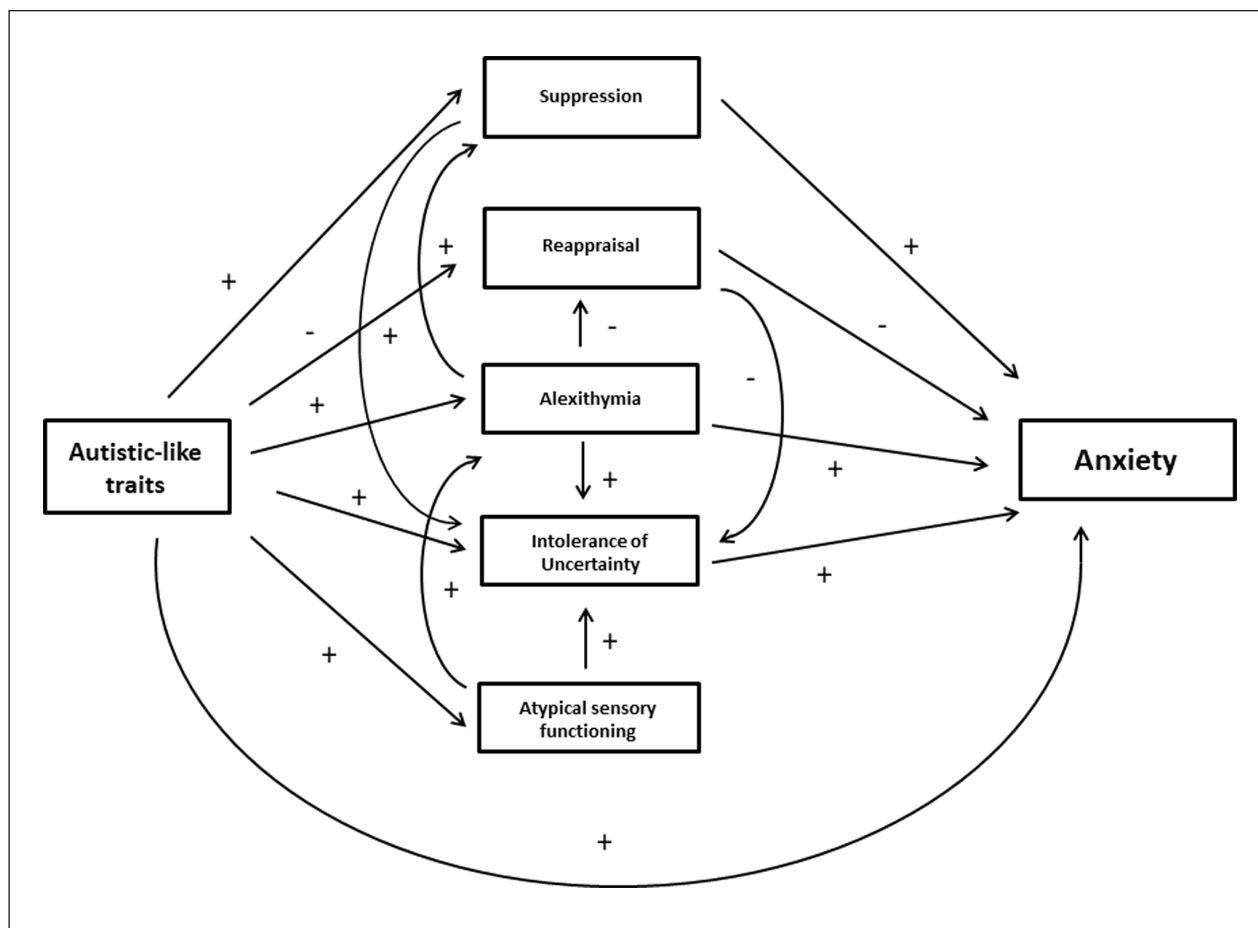 Suppression
+
+
+
Reappraisal
-
+
-
-
+
Alexithymia
-
+
Autistic-like
traits
Anxiety
+
+
+
Intolerance of
Uncertainty
+
+
+
+
Atypical sensory
functioning
+